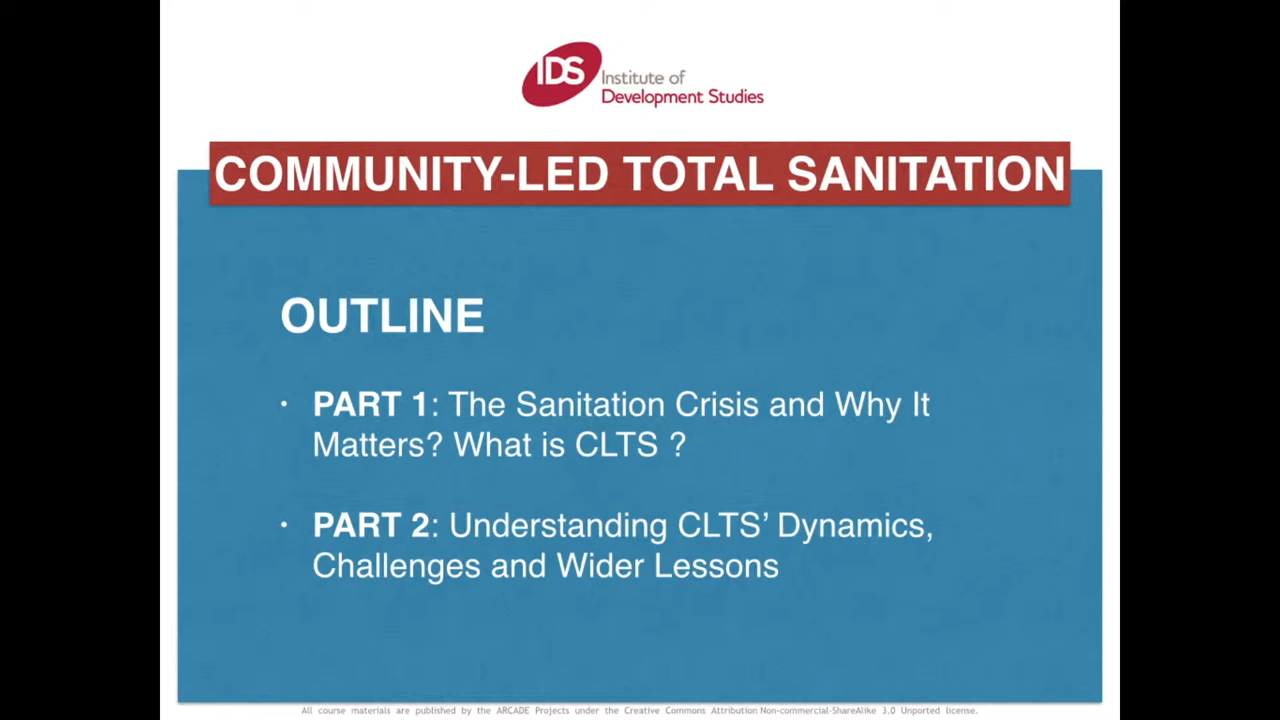 IDS
Institute of
Development Studies
COMMUNITY-LED TOTAL SANITATION
OUTLINE
• PART 1: The Sanitation Crisis and Why It
Matters? What is CLTS ?
• PART 2: Understanding CLTS’ Dynamics,
Challenges and Wider Lessons
All course materials are published by the ARCADE Projects under the Creative Commons Attribution Non-commercial-ShareAlike 3.0 Unported license.